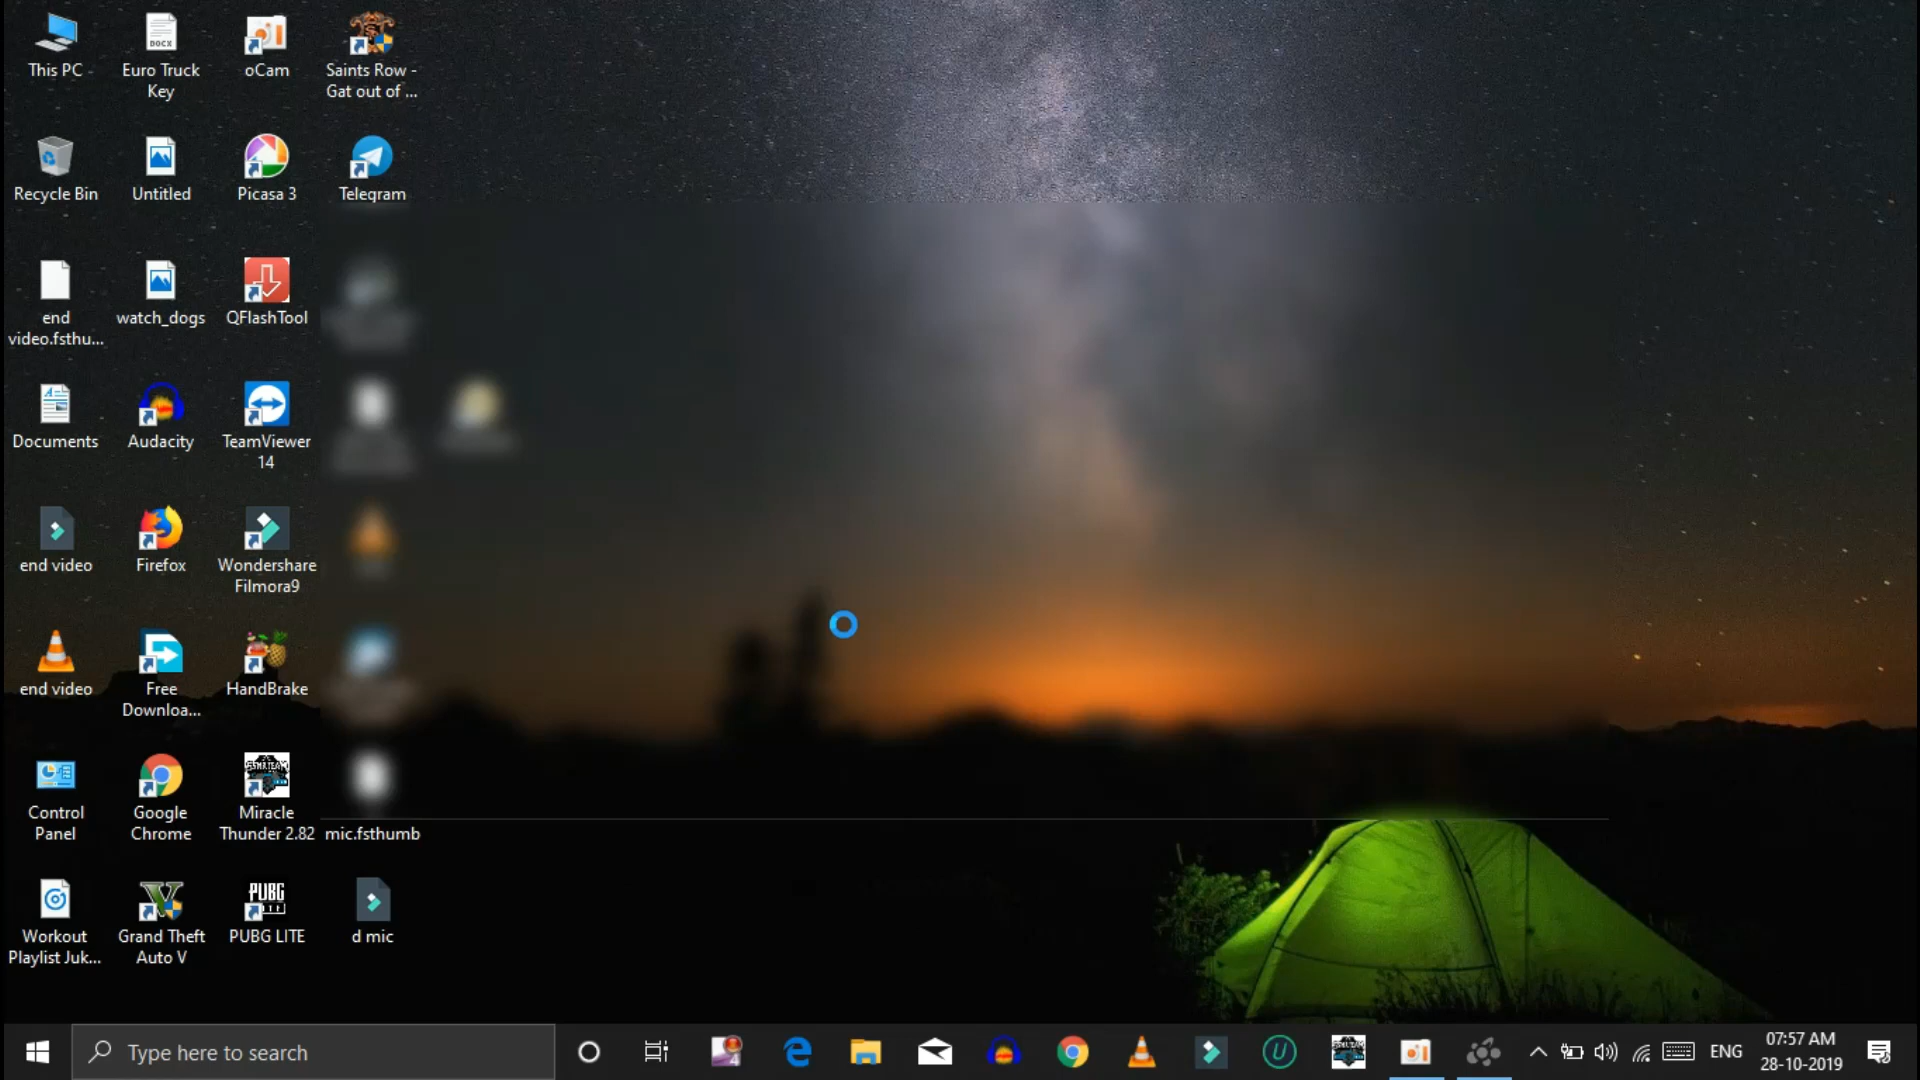 This PC
Euro Truck
Key
oCam
Saints Row -
Gat out of ...
Recycle Bin
Untitled
Picasa 3
Telegram
end
video.fsthu...
watch_dogs
QFlashTool
Documents
Audacity
TeamViewer
14
end video
Firefox
Wondershare
Filmora9
end video
Free
Downloa...
HandBrake
Control
Panel
Google
Chrome
Miracle
Thunder 2.82
mic.fsthumb
Workout
Playlist Juk...
Grand Theft
Auto V
PUBG
PUBG LITE
d mic
Type here to search
ENG
07:57 AM
28-10-2019